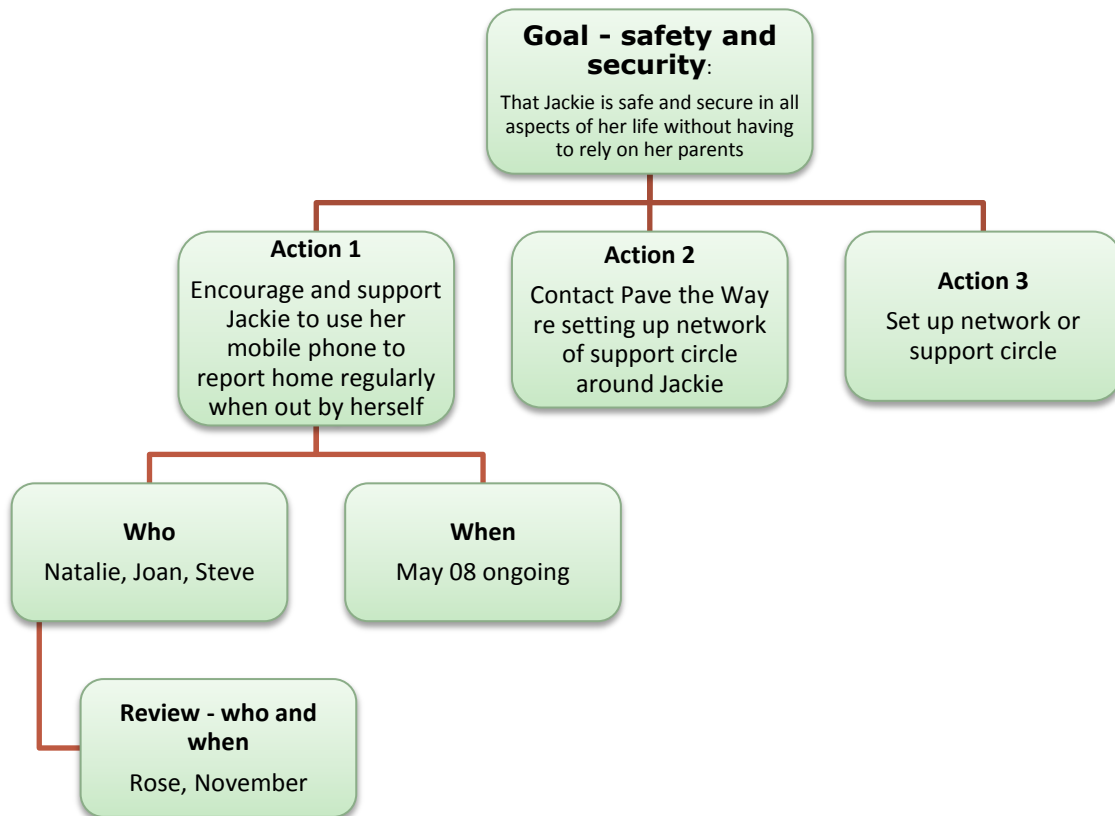 Goal - safety and
security:
That Jackie is safe and secure in all
aspects of her life without having
to rely on her parents
Action 1
Encourage and support
Jackie to use her
mobile phone to
report home regularly
when out by herself
Action 2
Contact Pave the Way
re setting up network
of support circle
around Jackie
Action 3
Set up network or
support circle
Who
Natalie, Joan, Steve
When
May 08 ongoing
Review - who and
when
Rose, November